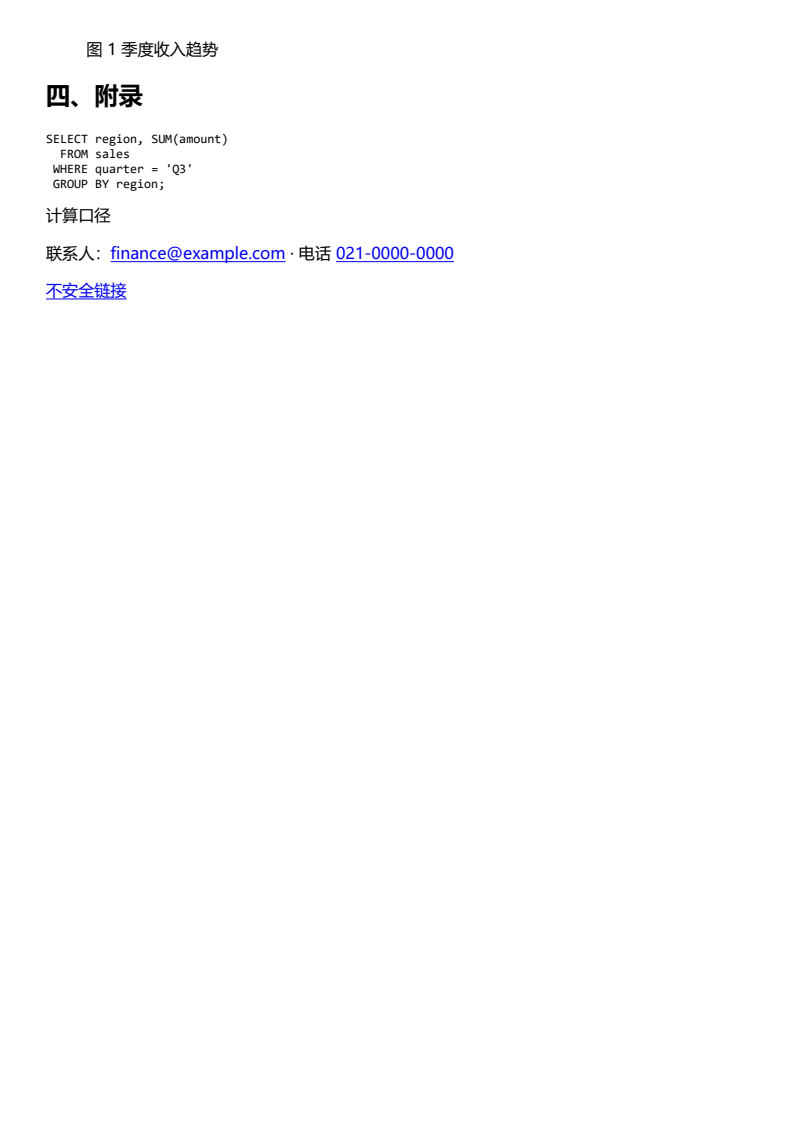 图 1 季度收入趋势
四、附录
SELECT region, SUM(amount)
  FROM sales
 WHERE quarter = 'Q3'
 GROUP BY region;
计算口径
联系人：finance@example.com · 电话 021-0000-0000
不安全链接